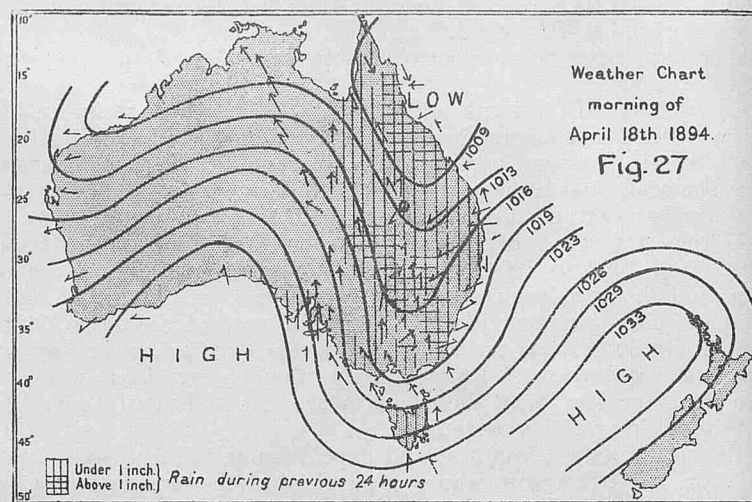 10°
15°
20°
25°
30°
35°
40°
45°
50°
LOW
Weather Chart
morning of
April 18th 1894.
Fig. 27
1009
1013
1016
1019
1023
1026
1029
1033
HIGH
HIGH
Under 1 inch.}
Above 1 inch.} Rain during previous 24 hours